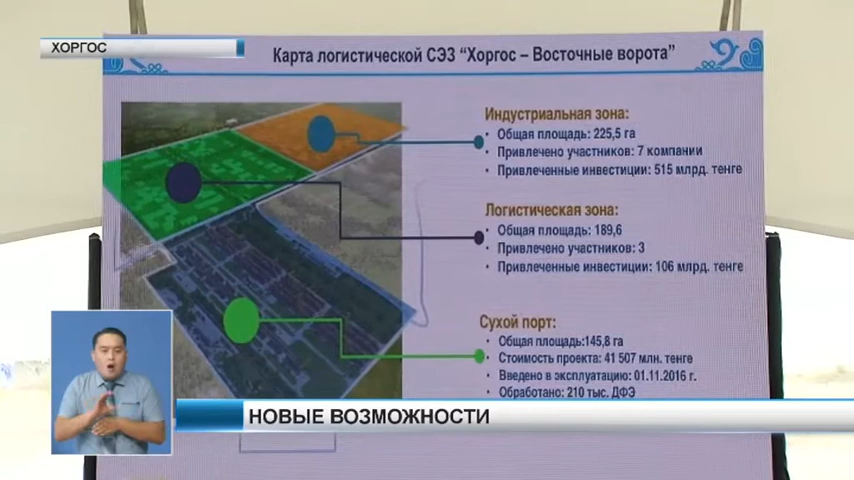 ХОРГОС
Карта логистической СЭЗ “Хоргос – Восточные ворота”
Индустриальная зона:
• Общая площадь: 225,5 га
• Привлечено участников: 7 компании
• Привлеченные инвестиции: 515 млрд. тенге
Логистическая зона:
• Общая площадь: 189,6
• Привлечено участников: 3
• Привлеченные инвестиции: 106 млрд. тенге
Сухой порт:
• Общая площадь:145,8 га
• Стоимость проекта: 41 507 млн. тенге
• Введено в эксплуатацию: 01.11.2016 г.
• Обработано: 210 тыс. ДФЭ
НОВЫЕ ВОЗМОЖНОСТИ